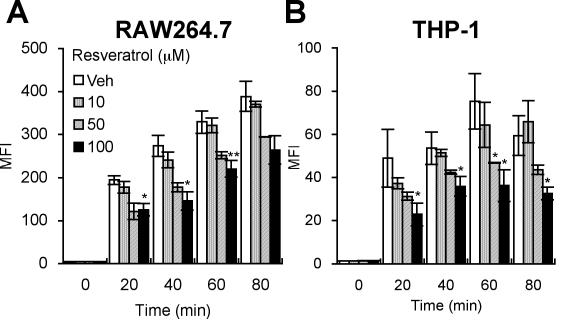 A
RAW264.7
500
400
300
200
100
0
MFI
Resveratrol (μM)
Veh
10
50
100
*
*
**
0 20 40 60 80
Time (min)
B
THP-1
100
80
60
40
20
0
MFI
*
*
* *
*
0 20 40 60 80
Time (min)